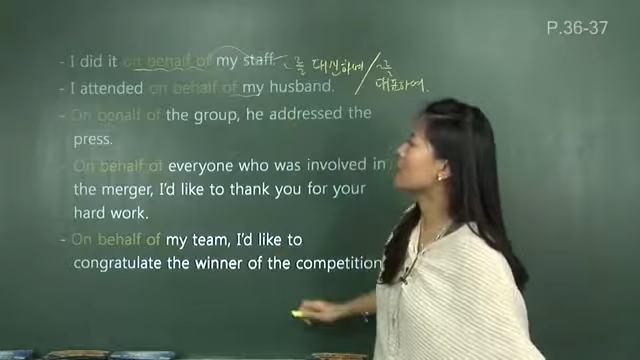 P.36-37
- I did it on behalf of my staff. ~를 대신하여 / ~를
- I attended on behalf of my husband. 대표하여.
- On behalf of the group, he addressed the
press.
- On behalf of everyone who was involved in
the merger, I'd like to thank you for your
hard work.
- On behalf of my team, I'd like to
congratulate the winner of the competition